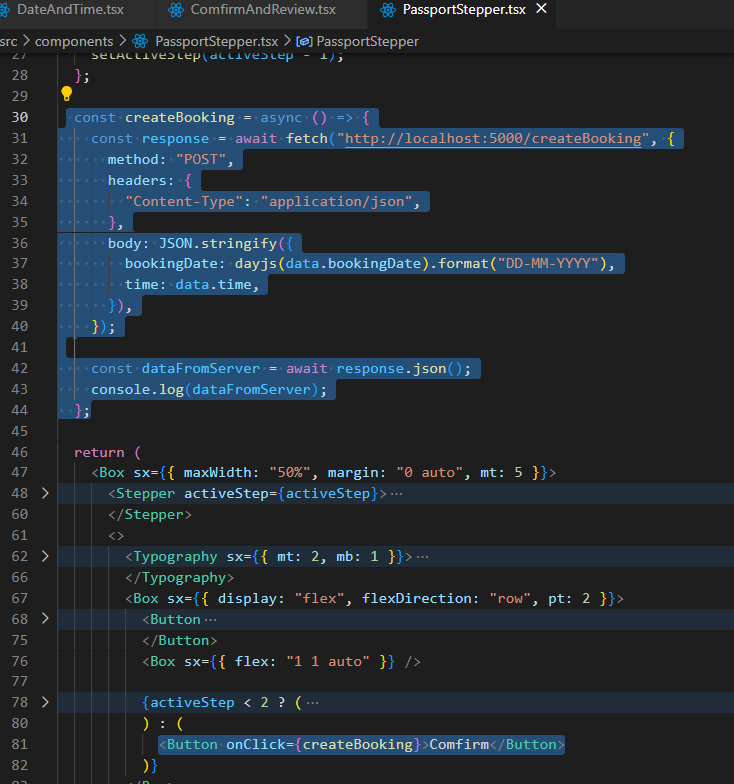 DateAndTime.tsx ComfirmAndReview.tsx PassportStepper.tsx ×
src > components > PassportStepper.tsx > PassportStepper
27 setActiveStep(activeStep - 1);
28 };
29
30 const createBooking = async () => {
31 const response = await fetch("http://localhost:5000/createBooking", {
32 method: "POST",
33 headers: {
34 "Content-Type": "application/json",
35 },
36 body: JSON.stringify({
37 bookingDate: dayjs(data.bookingDate).format("DD-MM-YYYY"),
38 time: data.time,
39 }),
40 });
41
42 const dataFromServer = await response.json();
43 console.log(dataFromServer);
44 };
45
46 return (
47 <Box sx={{ maxWidth: "50%", margin: "0 auto", mt: 5 }}>
48 <Stepper activeStep={activeStep}>…
60 </Stepper>
61 <>
62 <Typography sx={{ mt: 2, mb: 1 }}>…
66 </Typography>
67 <Box sx={{ display: "flex", flexDirection: "row", pt: 2 }}>
68 <Button…
75 </Button>
76 <Box sx={{ flex: "1 1 auto" }} />
77
78 {activeStep < 2 ? (…
80 ) : (
81 <Button onClick={createBooking}>Comfirm</Button>
82 )}